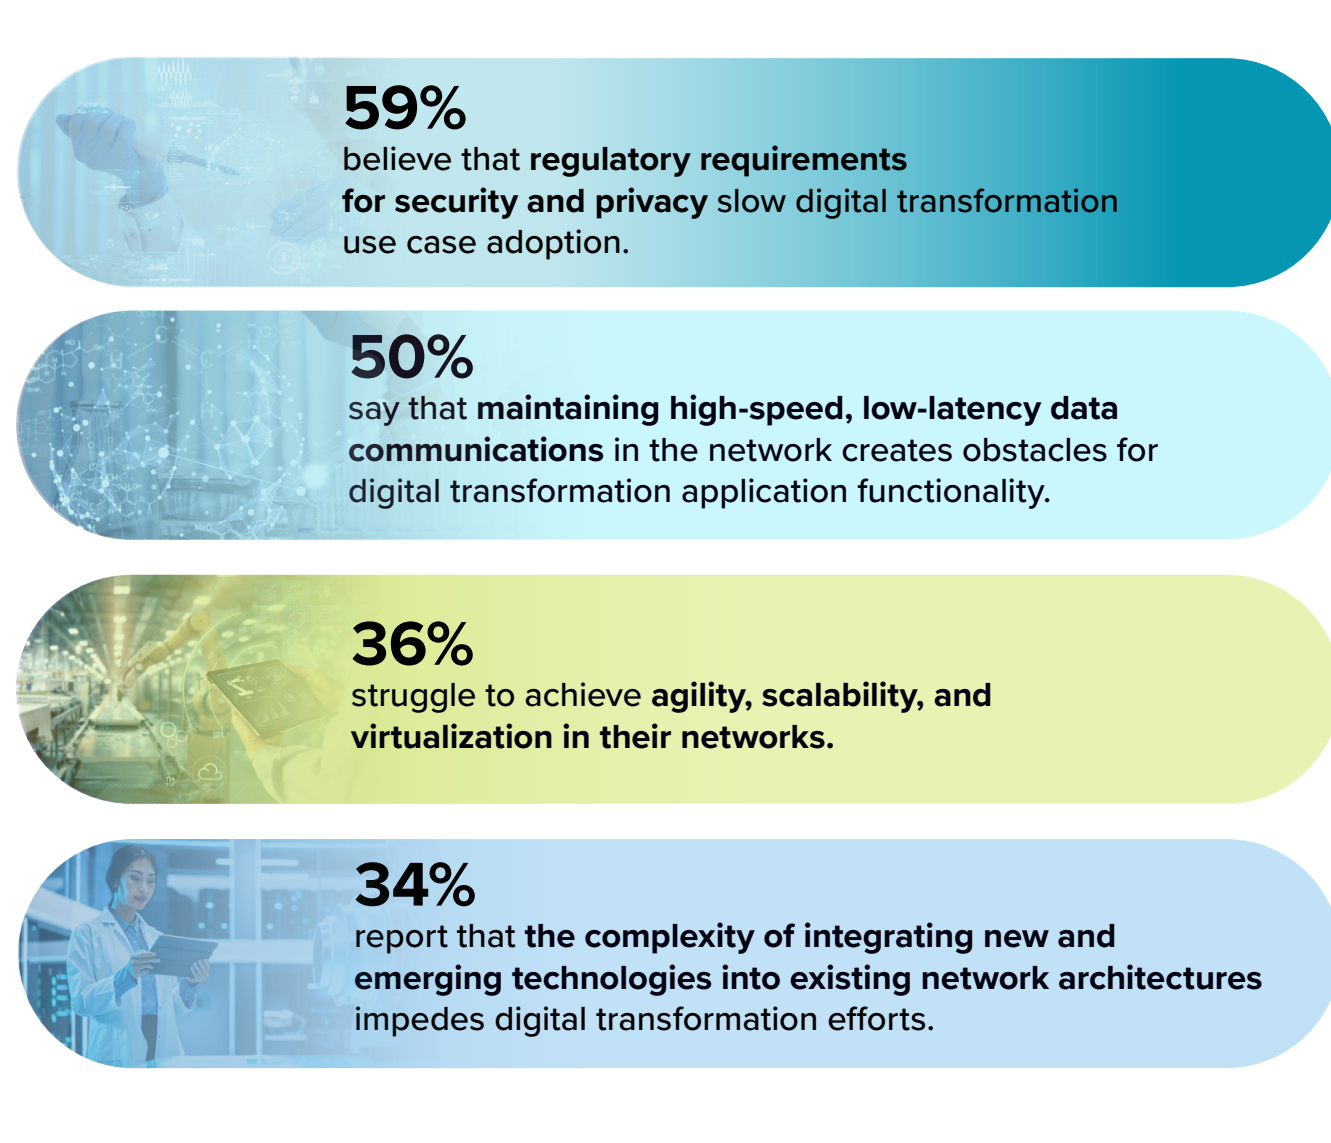 59%
believe that regulatory requirements
for security and privacy slow digital transformation
use case adoption.
50%
say that maintaining high-speed, low-latency data
communications in the network creates obstacles for
digital transformation application functionality.
36%
struggle to achieve agility, scalability, and
virtualization in their networks.
34%
report that the complexity of integrating new and
emerging technologies into existing network architectures
impedes digital transformation efforts.